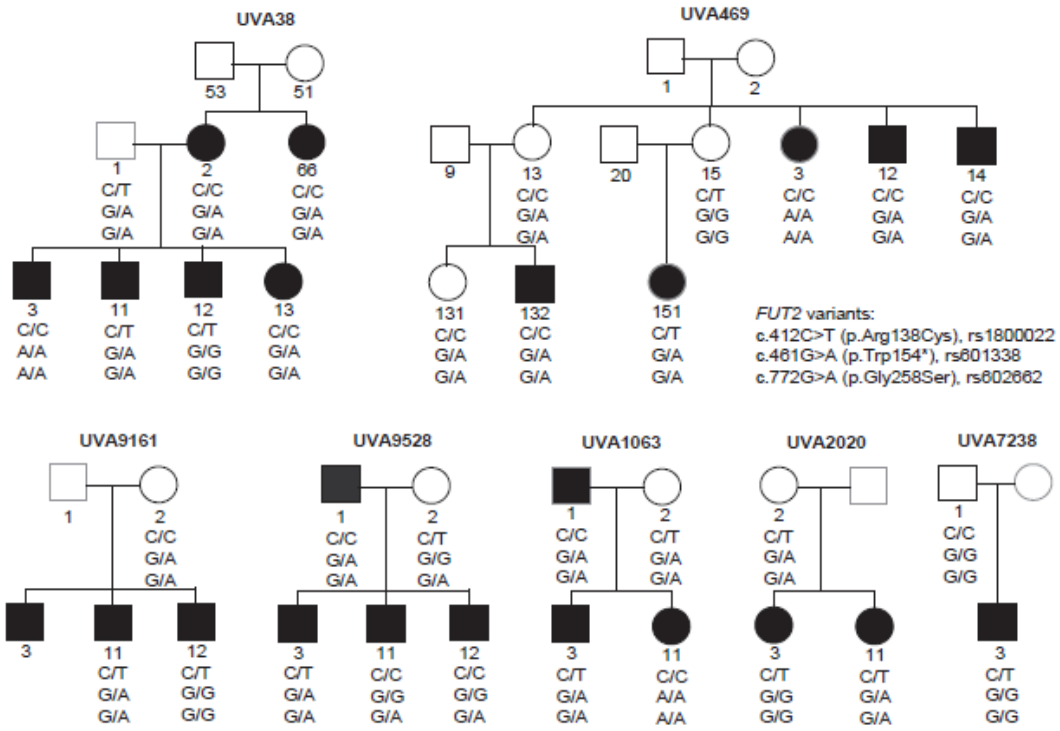 UVA38
UVA469
53 51
1 2
1 2 66
C/T C/C C/C
G/A G/A G/A
G/A G/A G/A
9 13 20 15 3 12 14
C/C C/T C/C C/C C/C
G/A G/G A/A G/A G/A
G/A G/G A/A G/A G/A
3 11 12 13
C/C C/T C/T C/C
A/A G/A G/G G/A
A/A G/A G/G G/A
131 132 151
C/C C/C C/T
G/A G/A G/A
G/A G/A G/A
FUT2 variants:
c.412C>T (p.Arg138Cys), rs1800022
c.461G>A (p.Trp154*), rs601338
c.772G>A (p.Gly258Ser), rs602662
UVA9161 UVA9528 UVA1063 UVA2020 UVA7238
1 2
C/C
G/A
G/A
3 11 12
C/T C/T
G/A G/G
G/A G/G
1 2
C/C C/T
G/A G/G
G/A G/A
3 11 12
C/T C/C C/C
G/A G/G G/G
G/A G/A G/A
1 2
C/C C/T
G/A G/A
G/A G/A
3 11
C/T C/C
G/A A/A
G/A A/A
2
C/T
G/A
G/A
3 11
C/T C/T
G/G G/A
G/G G/A
1
C/C
G/G
G/G
3
C/T
G/G
G/G